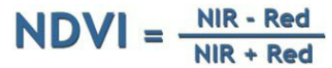 NDVI = NIR - Red
NIR + Red